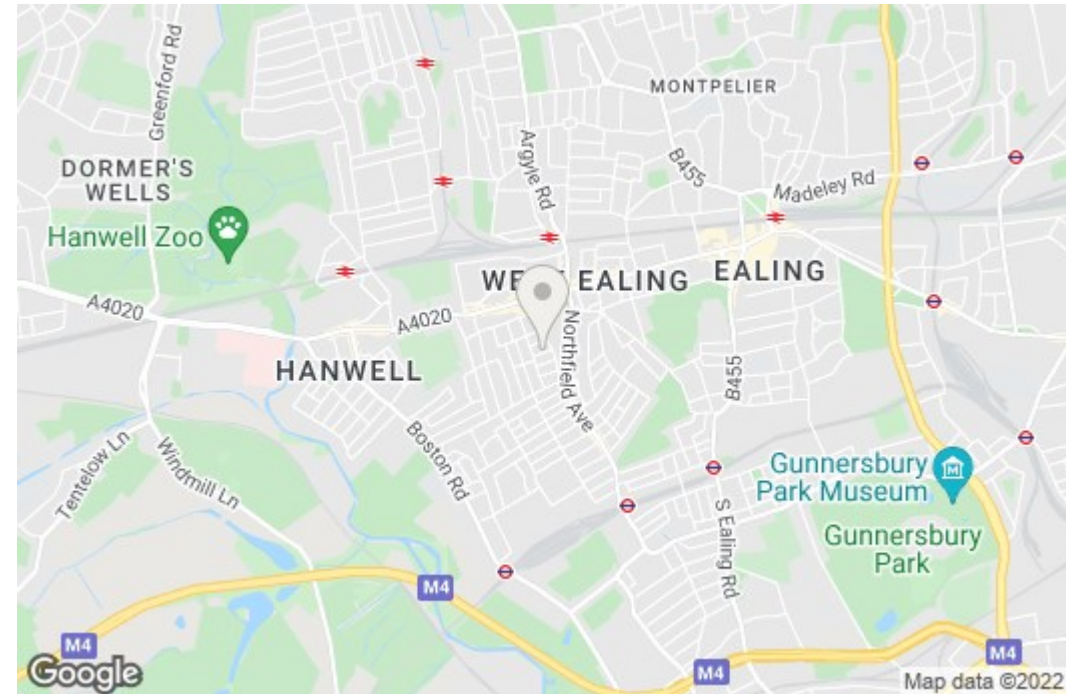 Greenford Rd
MONTPELIER
Argyle Rd
B455
DORMER'S
WELLS
Madeley Rd
Hanwell Zoo
WE
EALING
EALING
A4020
A4020
Northfield Ave
HANWELL
B455
Boston Rd
Tentelow Ln
Windmill Ln
Gunnersbury
Park Museum
S Ealing Rd
Gunnersbury
Park
M4
M4
M4
M4
Google
Map data ©2022